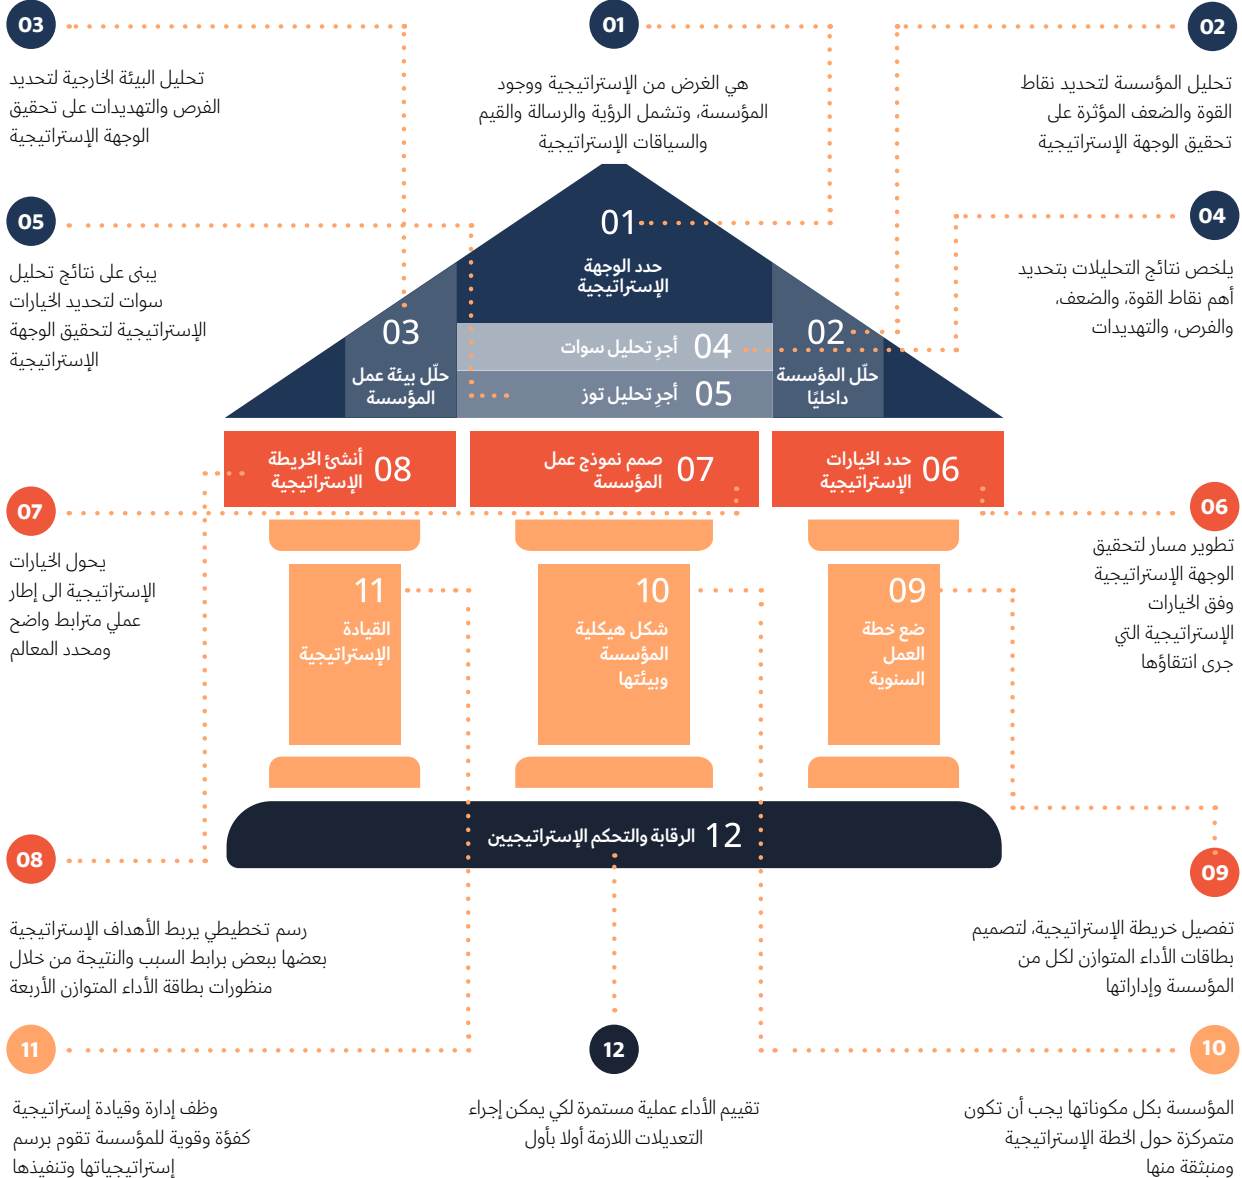 01
هي الغرض من الإستراتيجية ووجود
المؤسسة، وتشمل الرؤية والرسالة والقيم
والسياقات الإستراتيجية
02
تحليل المؤسسة لتحديد نقاط
القوة والضعف المؤثرة على
تحقيق الوجهة الإستراتيجية
03
تحليل البيئة الخارجية لتحديد
الفرص والتهديدات على تحقيق
الوجهة الإستراتيجية
04
يلخص نتائج التحليلات بتحديد
أهم نقاط القوة، والضعف،
والفرص، والتهديدات
05
يبنى على نتائج تحليل
سوات لتحديد الخيارات
الإستراتيجية لتحقيق الوجهة
الإستراتيجية
01
حدد الوجهة
الإستراتيجية
02
حلّل المؤسسة
داخليًا
03
حلّل بيئة عمل
المؤسسة
04 أجرِ تحليل سوات
05 أجرِ تحليل توز
06 حدد الخيارات
الإستراتيجية
07 صمم نموذج عمل
المؤسسة
08 أنشئ الخريطة
الإستراتيجية
06
تطوير مسار لتحقيق
الوجهة الإستراتيجية
وفق الخيارات
الإستراتيجية التي
جرى انتقاؤها
07
يحول الخيارات
الإستراتيجية الى إطار
عملي مترابط واضح
ومحدد المعالم
09
ضع خطة
العمل
السنوية
10
شكل هيكلية
المؤسسة
وبيئتها
11
القيادة
الإستراتيجية
12 الرقابة والتحكم الإستراتيجيين
09
تفصيل خريطة الإستراتيجية، لتصميم
بطاقات الأداء المتوازن لكل من
المؤسسة وإداراتها
08
رسم تخطيطي يربط الأهداف الإستراتيجية
بعضها ببعض برابط السبب والنتيجة من خلال
منظورات بطاقة الأداء المتوازن الأربعة
10
المؤسسة بكل مكوناتها يجب أن تكون
متمركزة حول الخطة الإستراتيجية
ومنبثقة منها
12
تقييم الأداء عملية مستمرة لكي يمكن إجراء
التعديلات اللازمة أولا بأول
11
وظف إدارة وقيادة إستراتيجية
كفؤة وقوية للمؤسسة تقوم برسم
إستراتيجياتها وتنفيذها